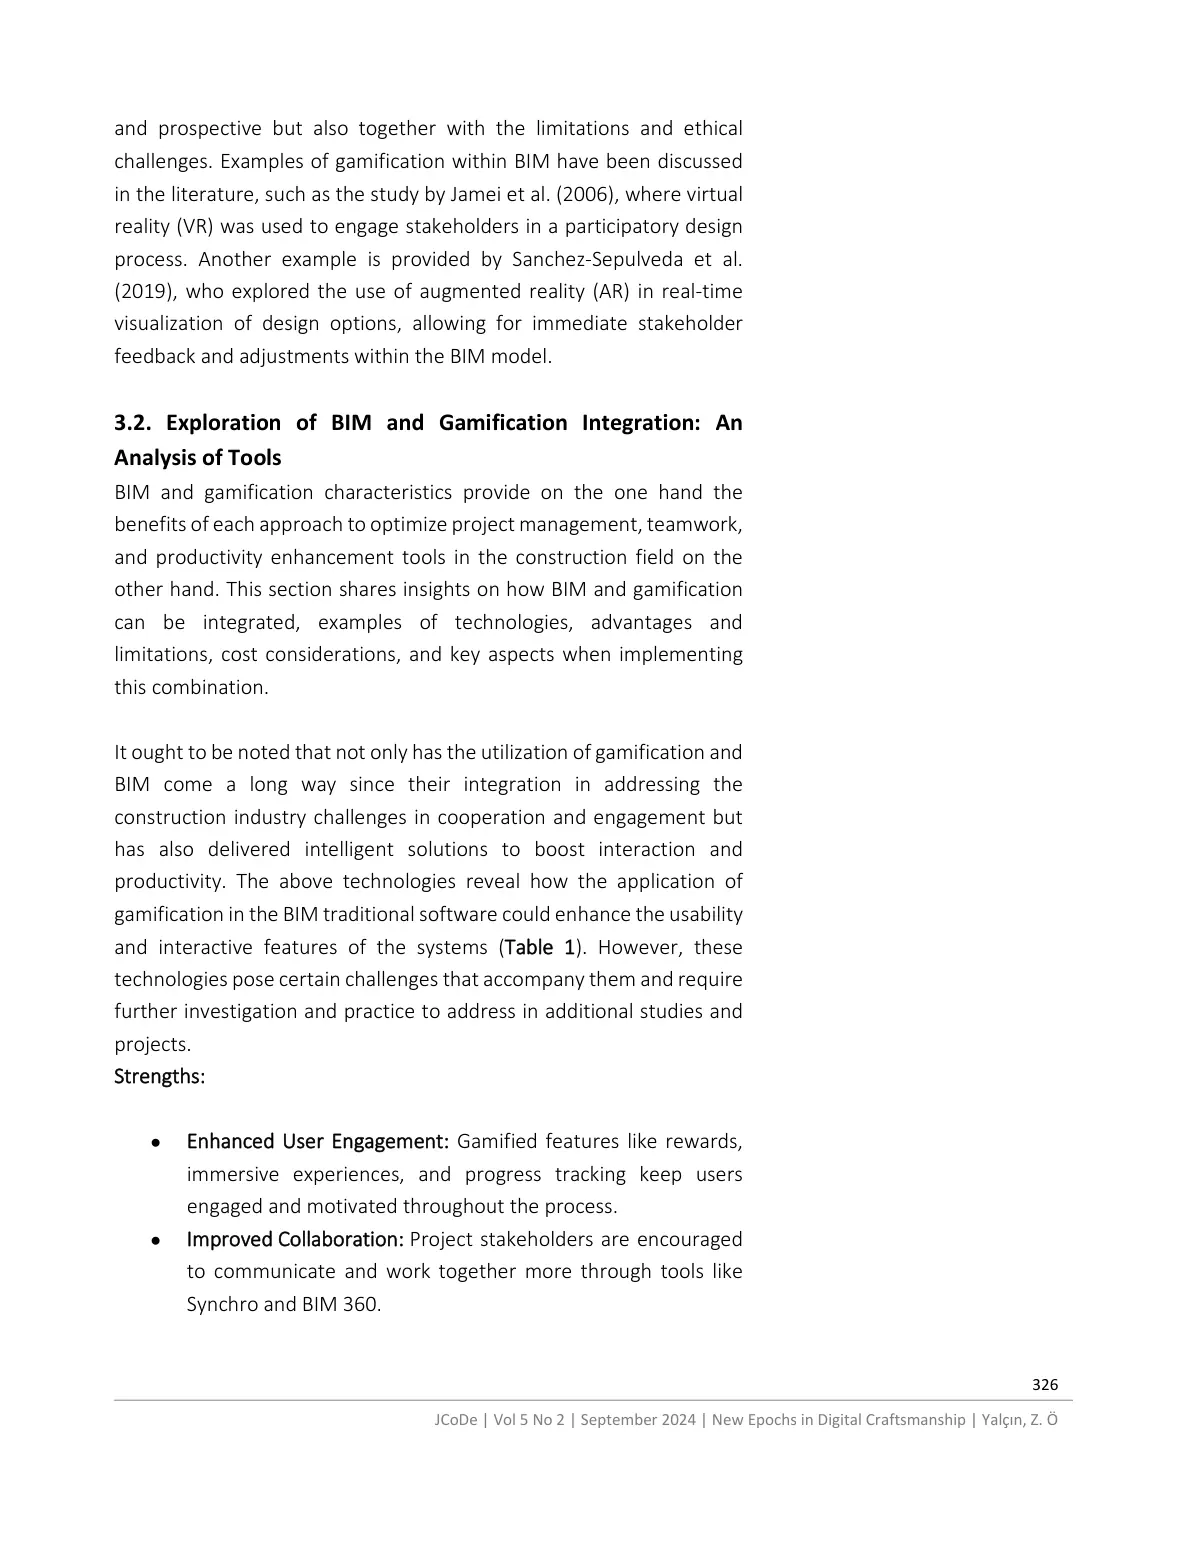 and prospective but also together with the limitations and ethical
challenges. Examples of gamification within BIM have been discussed
in the literature, such as the study by Jamei et al. (2006), where virtual
reality (VR) was used to engage stakeholders in a participatory design
process. Another example is provided by Sanchez-Sepulveda et al.
(2019), who explored the use of augmented reality (AR) in real-time
visualization of design options, allowing for immediate stakeholder
feedback and adjustments within the BIM model.
3.2. Exploration of BIM and Gamification Integration: An
Analysis of Tools
BIM and gamification characteristics provide on the one hand the
benefits of each approach to optimize project management, teamwork,
and productivity enhancement tools in the construction field on the
other hand. This section shares insights on how BIM and gamification
can be integrated, examples of technologies, advantages and
limitations, cost considerations, and key aspects when implementing
this combination.
It ought to be noted that not only has the utilization of gamification and
BIM come a long way since their integration in addressing the
construction industry challenges in cooperation and engagement but
has also delivered intelligent solutions to boost interaction and
productivity. The above technologies reveal how the application of
gamification in the BIM traditional software could enhance the usability
and interactive features of the systems (Table 1). However, these
technologies pose certain challenges that accompany them and require
further investigation and practice to address in additional studies and
projects.
Strengths:
● Enhanced User Engagement: Gamified features like rewards,
immersive experiences, and progress tracking keep users
engaged and motivated throughout the process.
● Improved Collaboration: Project stakeholders are encouraged
to communicate and work together more through tools like
Synchro and BIM 360.
326
JCoDe | Vol 5 No 2 | September 2024 | New Epochs in Digital Craftsmanship | Yalçın, Z. Ö